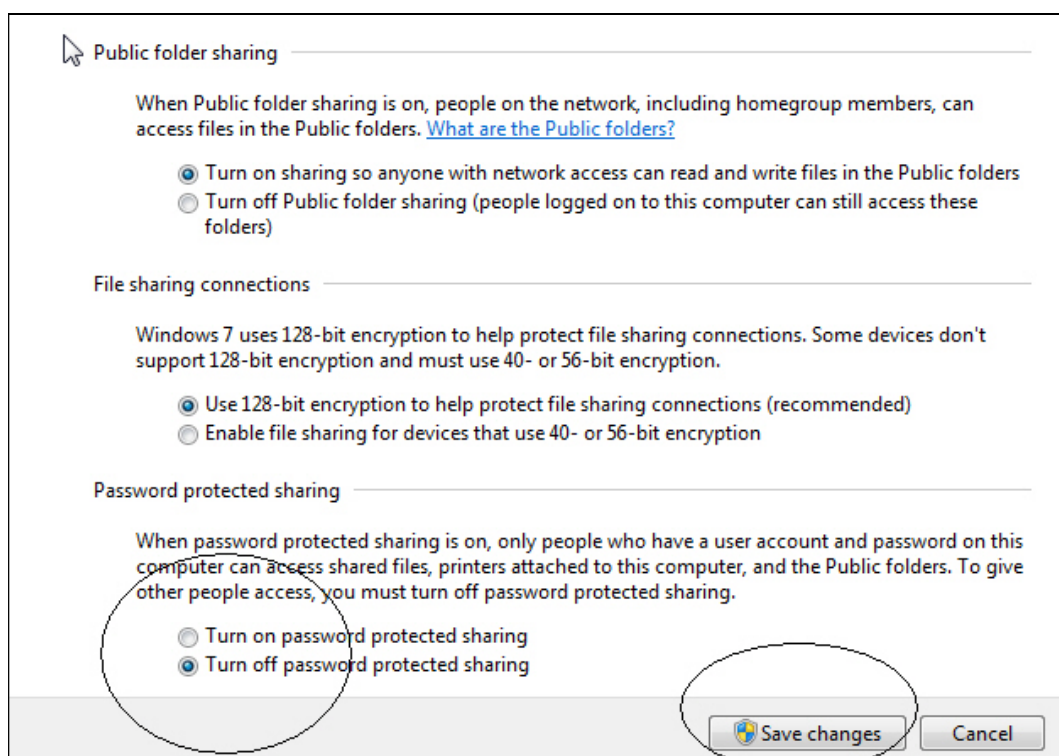 Public folder sharing
When Public folder sharing is on, people on the network, including homegroup members, can
access files in the Public folders. What are the Public folders?
Turn on sharing so anyone with network access can read and write files in the Public folders
Turn off Public folder sharing (people logged on to this computer can still access these
folders)
File sharing connections
Windows 7 uses 128-bit encryption to help protect file sharing connections. Some devices don't
support 128-bit encryption and must use 40- or 56-bit encryption.
Use 128-bit encryption to help protect file sharing connections (recommended)
Enable file sharing for devices that use 40- or 56-bit encryption
Password protected sharing
When password protected sharing is on, only people who have a user account and password on this
computer can access shared files, printers attached to this computer, and the Public folders. To give
other people access, you must turn off password protected sharing.
Turn on password protected sharing
Turn off password protected sharing
Save changes Cancel